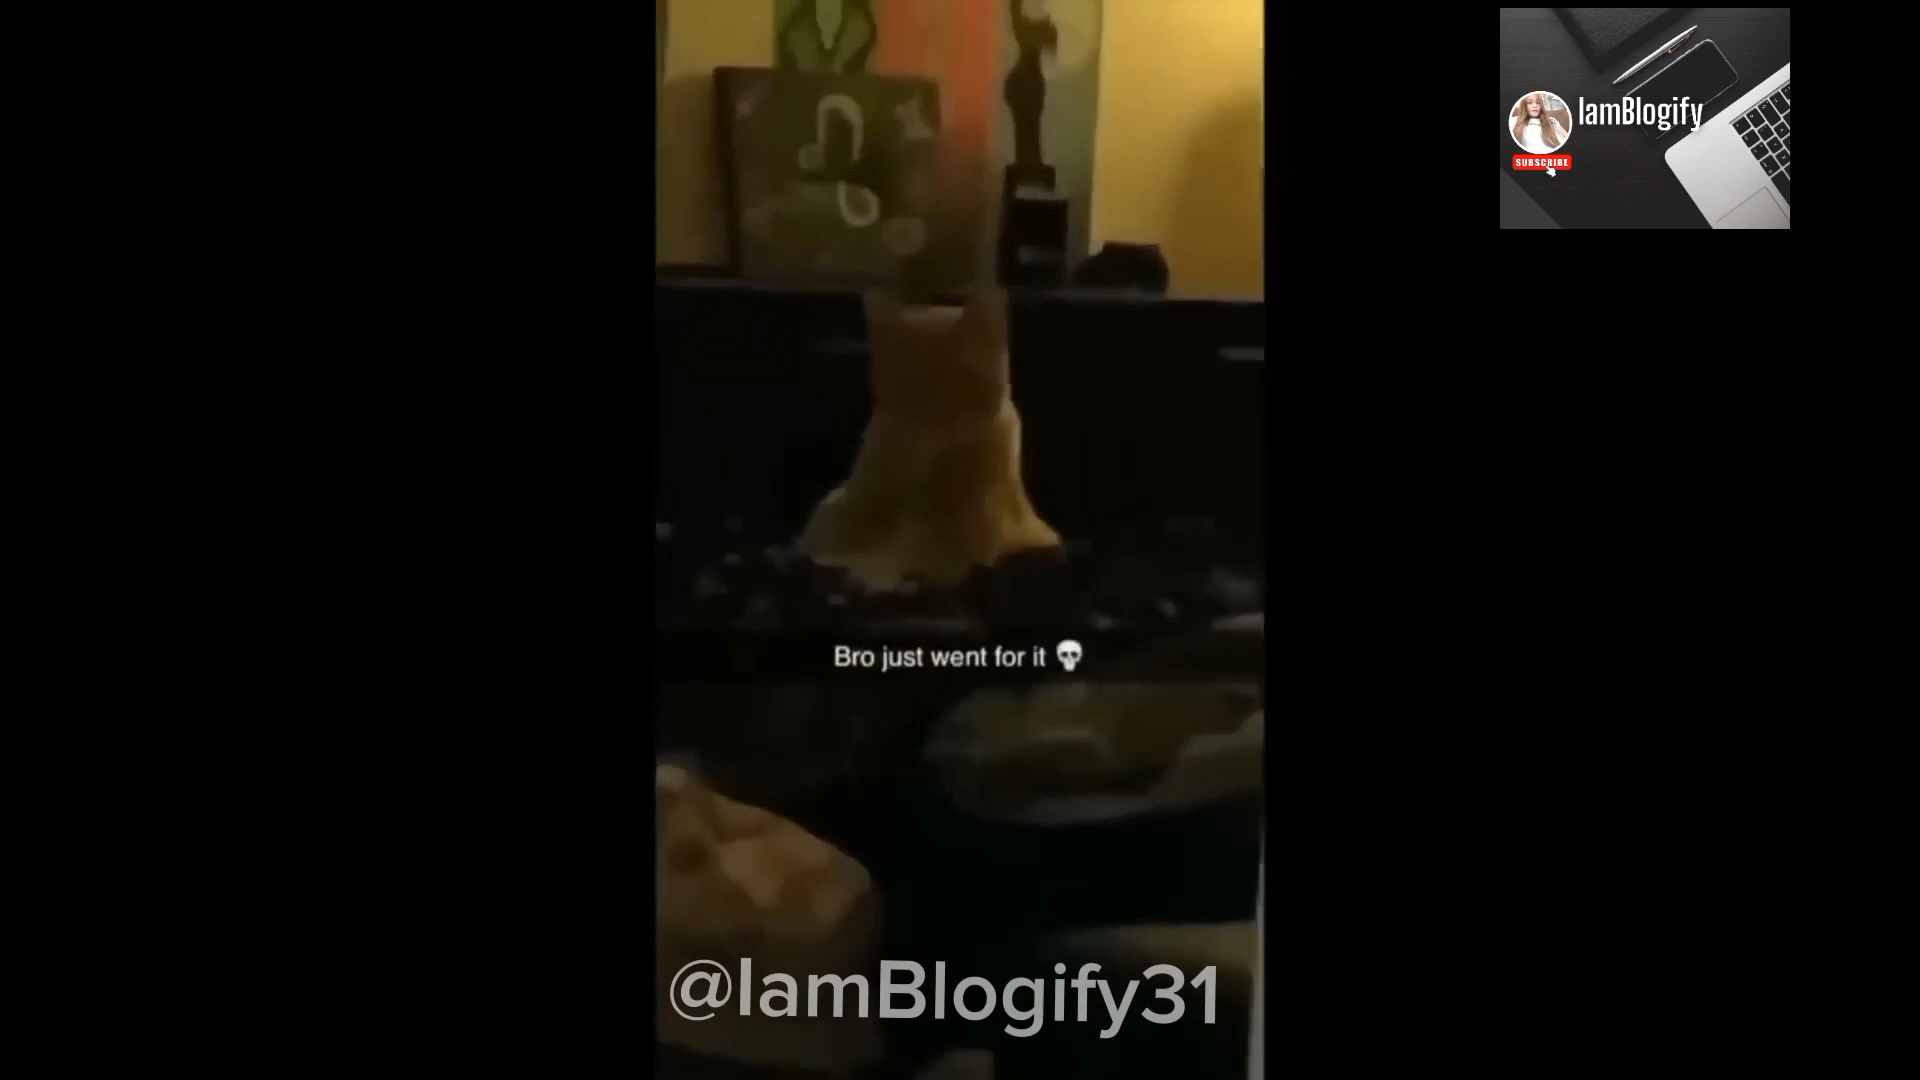 IamBlogify
SUBSCRIBE
Bro just went for it 💀
@IamBlogify31